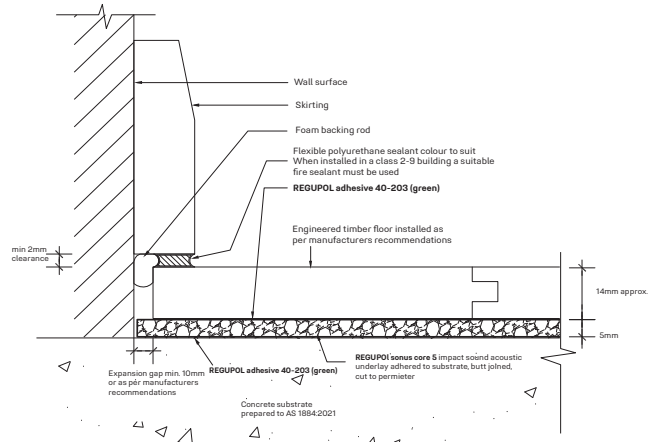 Wall surface
Skirting
Foam backing rod
Flexible polyurethane sealant colour to suit
When installed in a class 2-9 building a suitable
fire sealant must be used
REGUPOL adhesive 40-203 (green)
Engineered timber floor installed as
per manufacturers recommendations
min 2mm
clearance
14mm approx.
5mm
Expansion gap min. 10mm
or as per manufacturers
recommendations
REGUPOL adhesive 40-203 (green)
REGUPOL sonus core 5 impact sound acoustic
underlay adhered to substrate, butt joined,
cut to permieter
Concrete substrate
prepared to AS 1884:2021